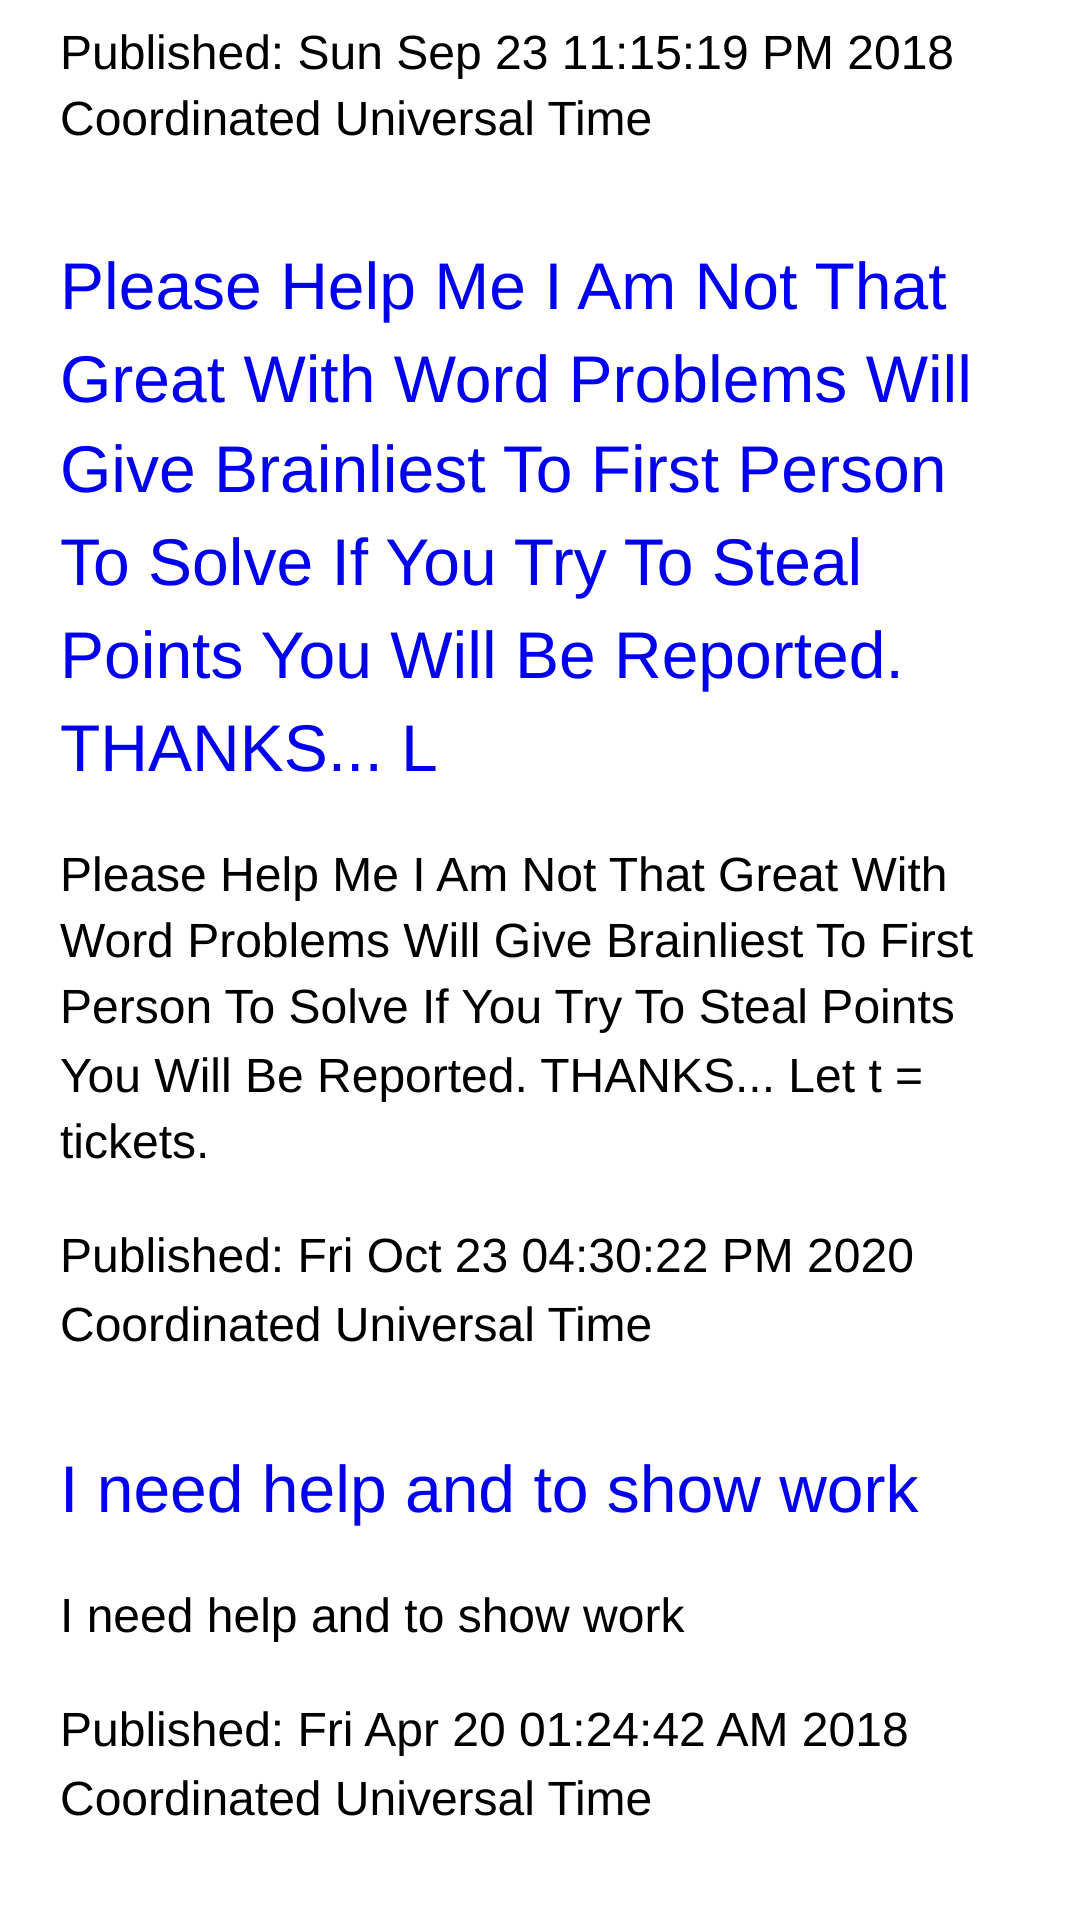 Published: Sun Sep 23 11:15:19 PM 2018
Coordinated Universal Time
Please Help Me I Am Not That
Great With Word Problems Will
Give Brainliest To First Person
To Solve If You Try To Steal
Points You Will Be Reported.
THANKS... L
Please Help Me I Am Not That Great With
Word Problems Will Give Brainliest To First
Person To Solve If You Try To Steal Points
You Will Be Reported. THANKS... Let t =
tickets.
Published: Fri Oct 23 04:30:22 PM 2020
Coordinated Universal Time
I need help and to show work
I need help and to show work
Published: Fri Apr 20 01:24:42 AM 2018
Coordinated Universal Time